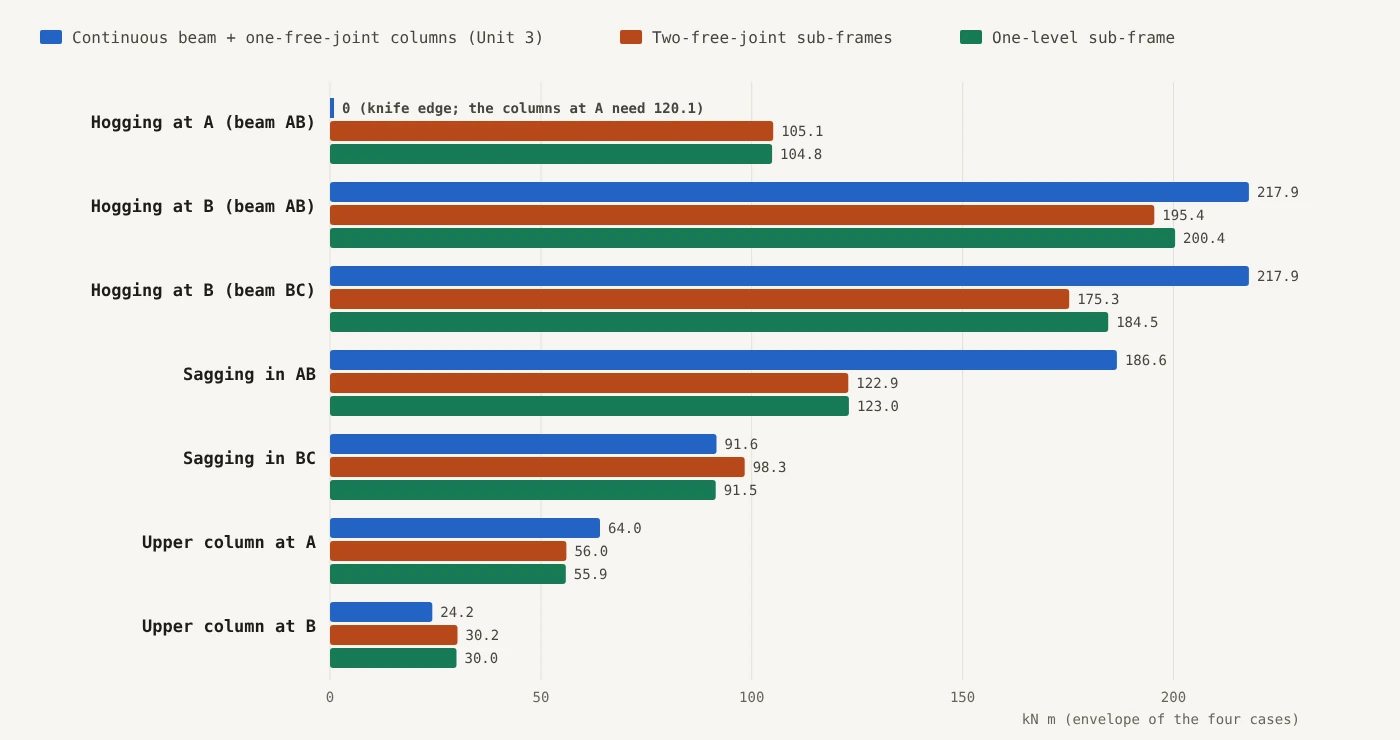 Continuous beam + one-free-joint columns (Unit 3)
Two-free-joint sub-frames
One-level sub-frame
Hogging at A (beam AB)
0 (knife edge; the columns at A need 120.1)
105.1
104.8
Hogging at B (beam AB)
217.9
195.4
200.4
Hogging at B (beam BC)
217.9
175.3
184.5
Sagging in AB
186.6
122.9
123.0
Sagging in BC
91.6
98.3
91.5
Upper column at A
64.0
56.0
55.9
Upper column at B
24.2
30.2
30.0
0
50
100
150
200
kN m (envelope of the four cases)